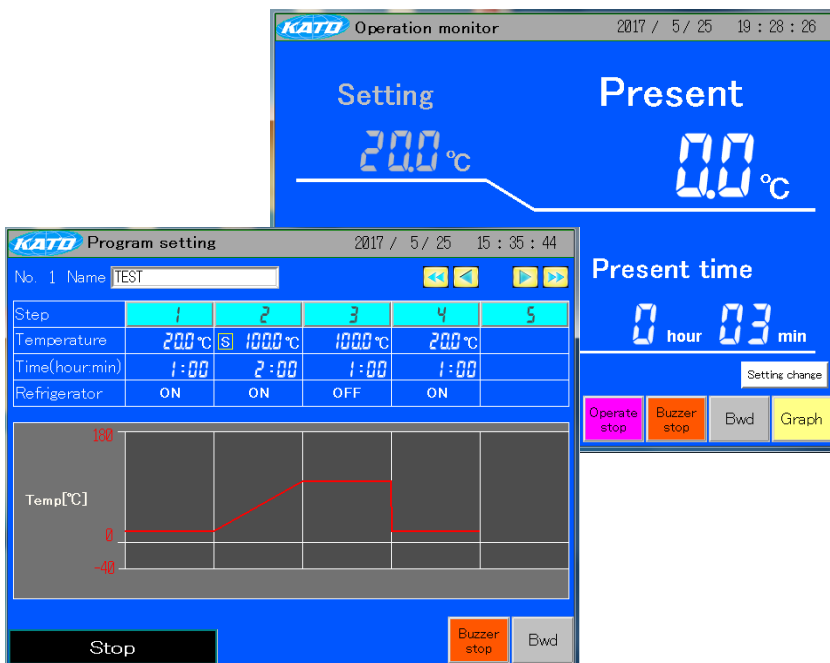 KATO Operation monitor 2017 / 5 / 25 19 : 28 : 26
Setting Present
20.0 ℃ 0.0 ℃
Present time
0 hour 03 min
Setting change
Operate stop Buzzer stop Bwd Graph
KATO Program setting 2017 / 5 / 25 15 : 35 : 44
No. 1 Name TEST
Step 1 2 3 4 5
Temperature 20.0 ℃ S 100.0 ℃ 100.0 ℃ 20.0 ℃
Time(hour:min) 1:00 2:00 1:00 1:00
Refrigerator ON ON OFF ON
180
Temp[℃]
0
-40
Stop Buzzer stop Bwd